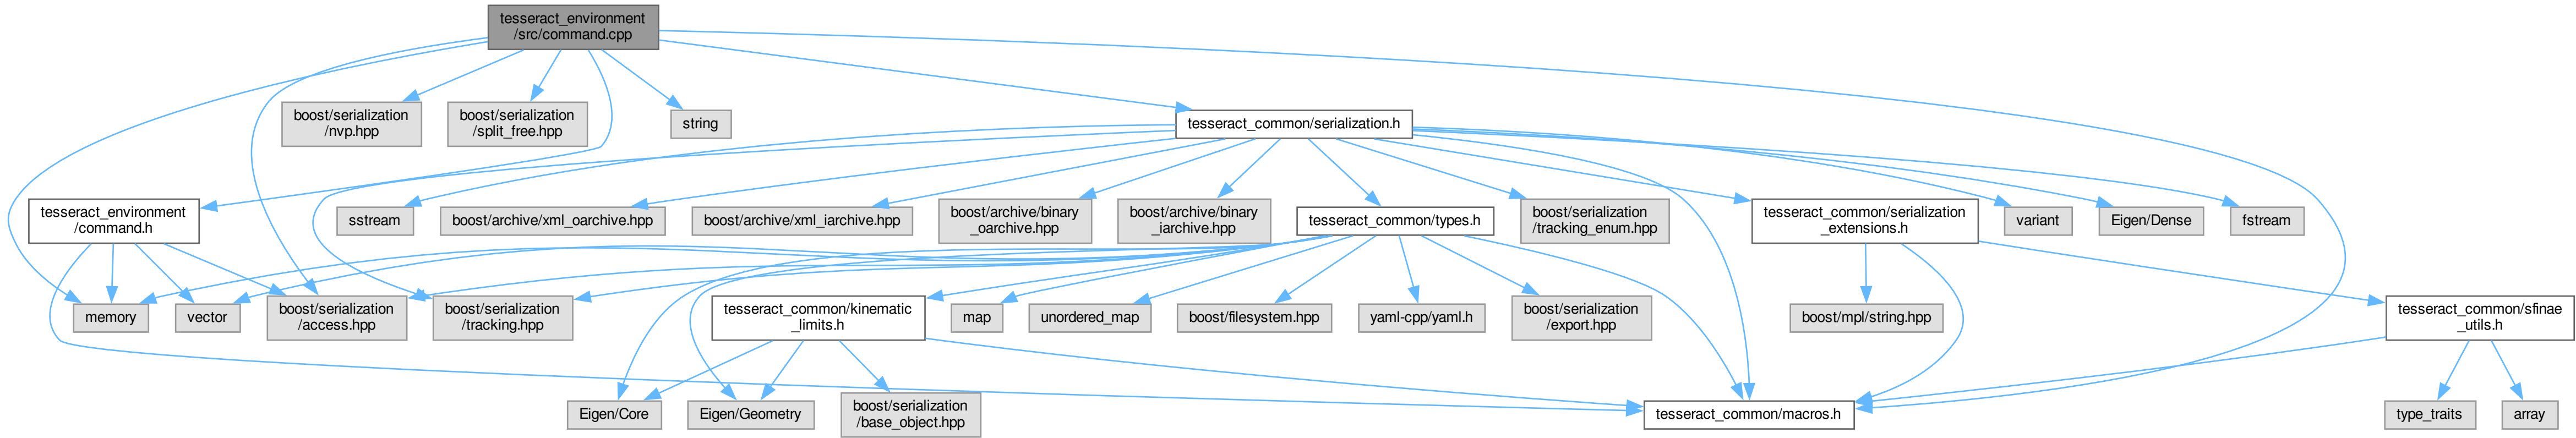 tesseract_environment
/src/command.cpp
boost/serialization
/nvp.hpp
boost/serialization
/split_free.hpp
string
tesseract_common/serialization.h
tesseract_environment
/command.h
sstream
boost/archive/xml_oarchive.hpp
boost/archive/xml_iarchive.hpp
boost/archive/binary
_oarchive.hpp
boost/archive/binary
_iarchive.hpp
tesseract_common/types.h
boost/serialization
/tracking_enum.hpp
tesseract_common/serialization
_extensions.h
variant
Eigen/Dense
fstream
memory
vector
boost/serialization
/access.hpp
boost/serialization
/tracking.hpp
tesseract_common/kinematic
_limits.h
map
unordered_map
boost/filesystem.hpp
yaml-cpp/yaml.h
boost/serialization
/export.hpp
boost/mpl/string.hpp
tesseract_common/sfinae
_utils.h
Eigen/Core
Eigen/Geometry
boost/serialization
/base_object.hpp
tesseract_common/macros.h
type_traits
array